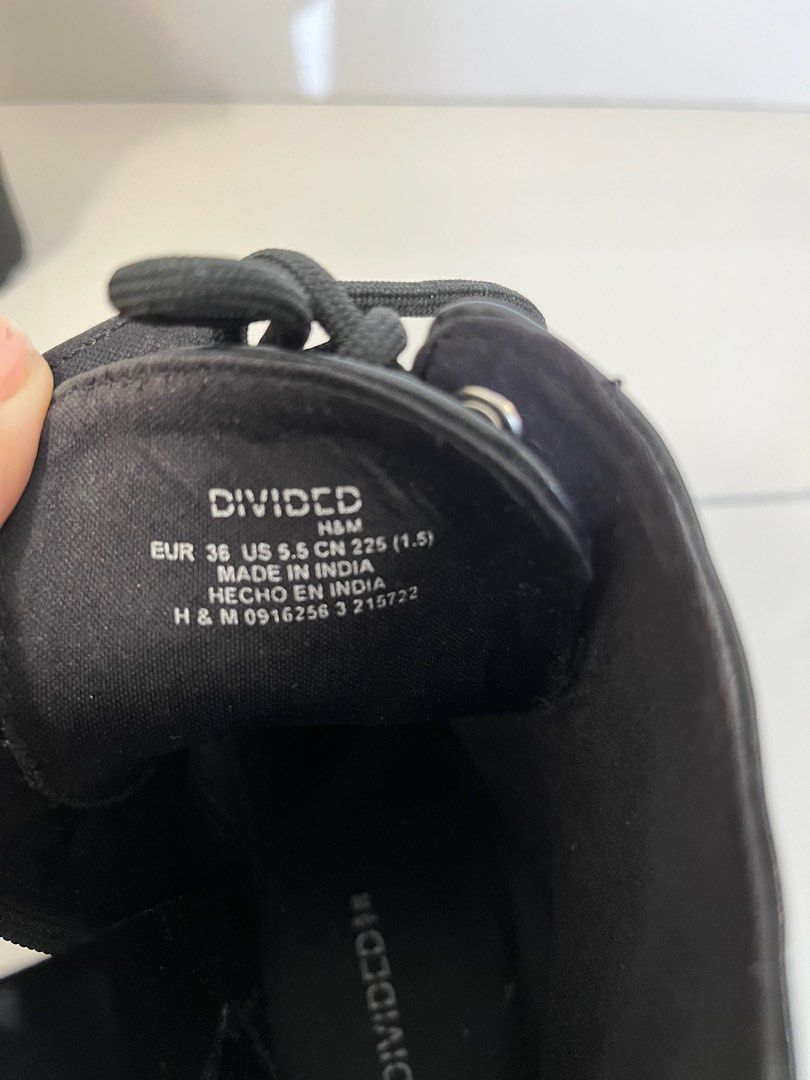 DIVIDED
H&M
EUR 36 US 5.5 CN 225 (1.5)
MADE IN INDIA
HECHO EN INDIA
H & M 0916256 3 215722
DIVIDED